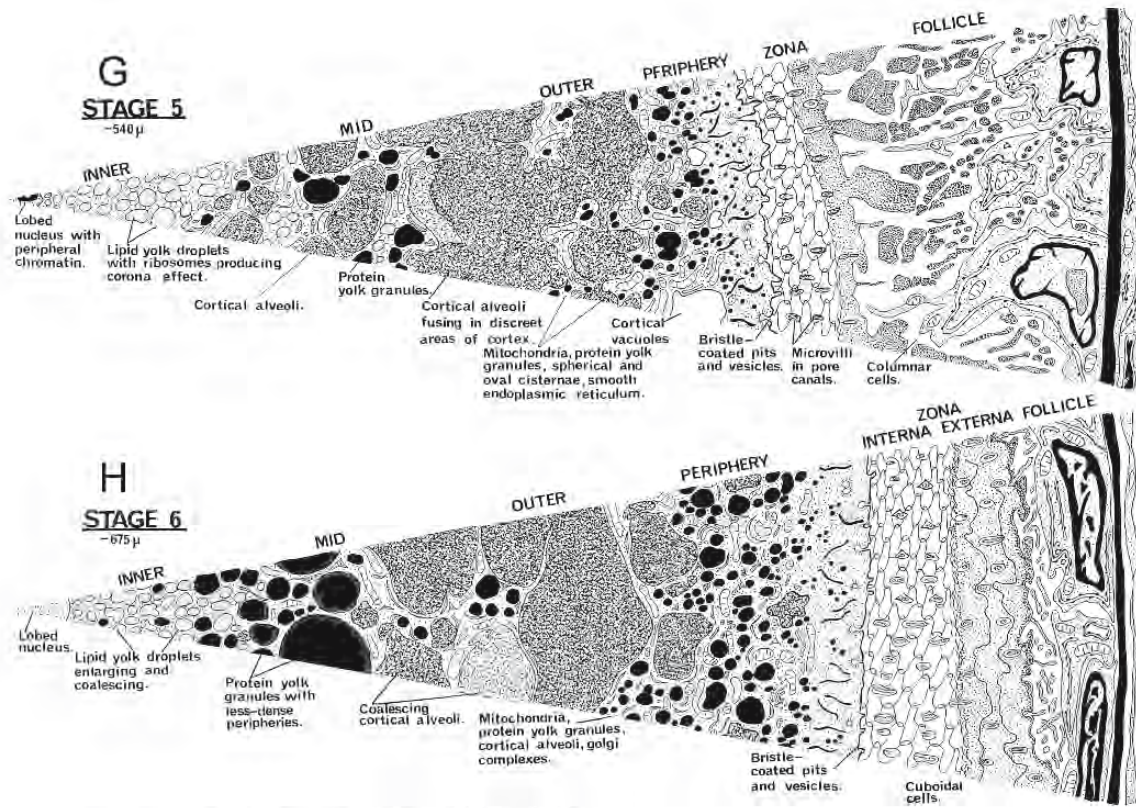 G
STAGE 5
~540µ
INNER
MID
OUTER
PFRIPHERY
ZONA
FOLLICLE
Lobed
nucleus with
peripheral
chromatin.
Lipid yolk droplets
with ribosomes producing
corona effect.
Cortical alveoli.
Protein
yolk granules.
Cortical alveoli
fusing in discreet
areas of cortex.
Mitochondria, protein yolk
granules, spherical and
oval cisternae, smooth
endoplasmic reticulum.
Cortical
vacuoles
Bristle-
coated pits
and vesicles.
Microvilli
in pore
canals.
Columnar
cells.
H
STAGE 6
~675µ
INNER
MID
OUTER
PERIPHERY
ZONA
INTERNA EXTERNA FOLLICLE
Lobed
nucleus.
Lipid yolk droplets
enlarging and
coalescing.
Protein yolk
granules with
less-dense
peripheries.
Coalescing
cortical alveoli.
Mitochondria,
protein yolk granules,
cortical alveoli, golgi
complexes.
Bristle-
coated pits
and vesicles.
Cuboidal
cells.